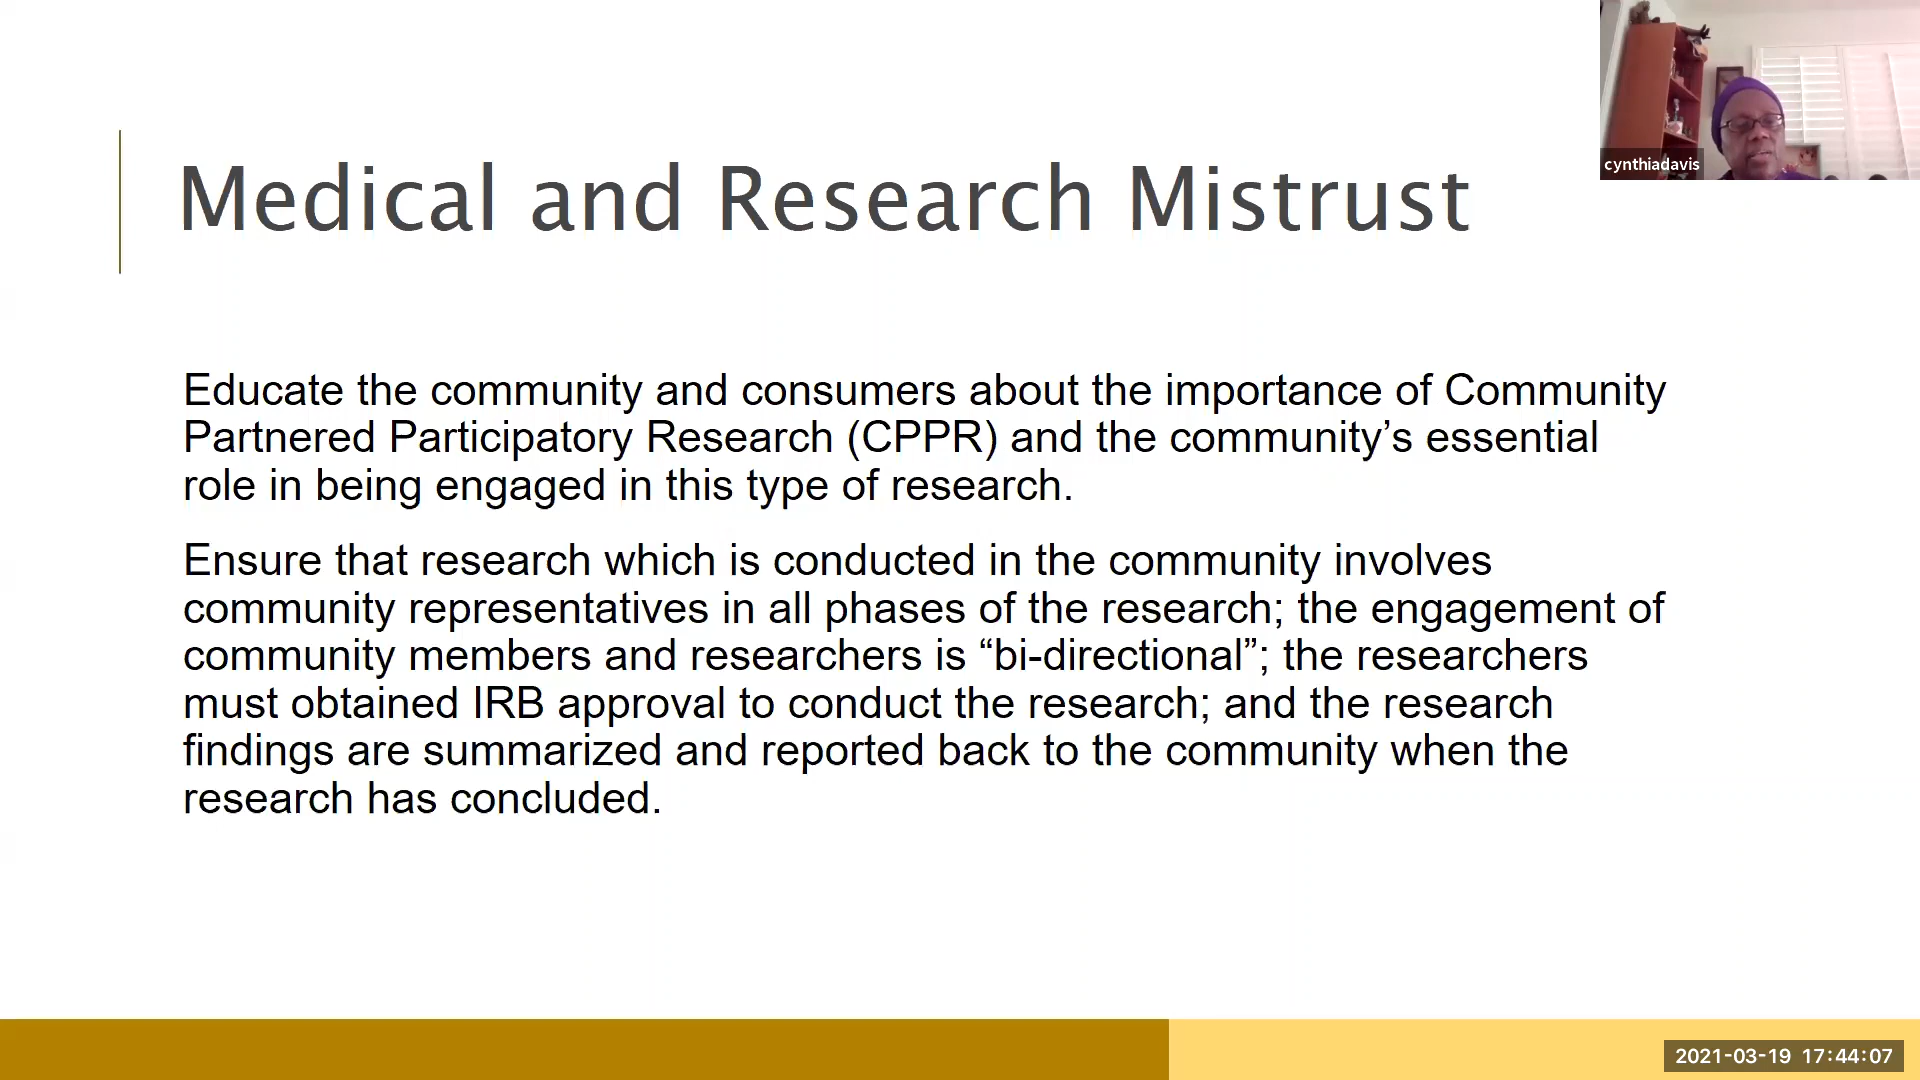 cynthiadavis
Medical and Research Mistrust
Educate the community and consumers about the importance of Community
Partnered Participatory Research (CPPR) and the community’s essential
role in being engaged in this type of research.
Ensure that research which is conducted in the community involves
community representatives in all phases of the research; the engagement of
community members and researchers is “bi-directional”; the researchers
must obtained IRB approval to conduct the research; and the research
findings are summarized and reported back to the community when the
research has concluded.
2021-03-19 17:44:07